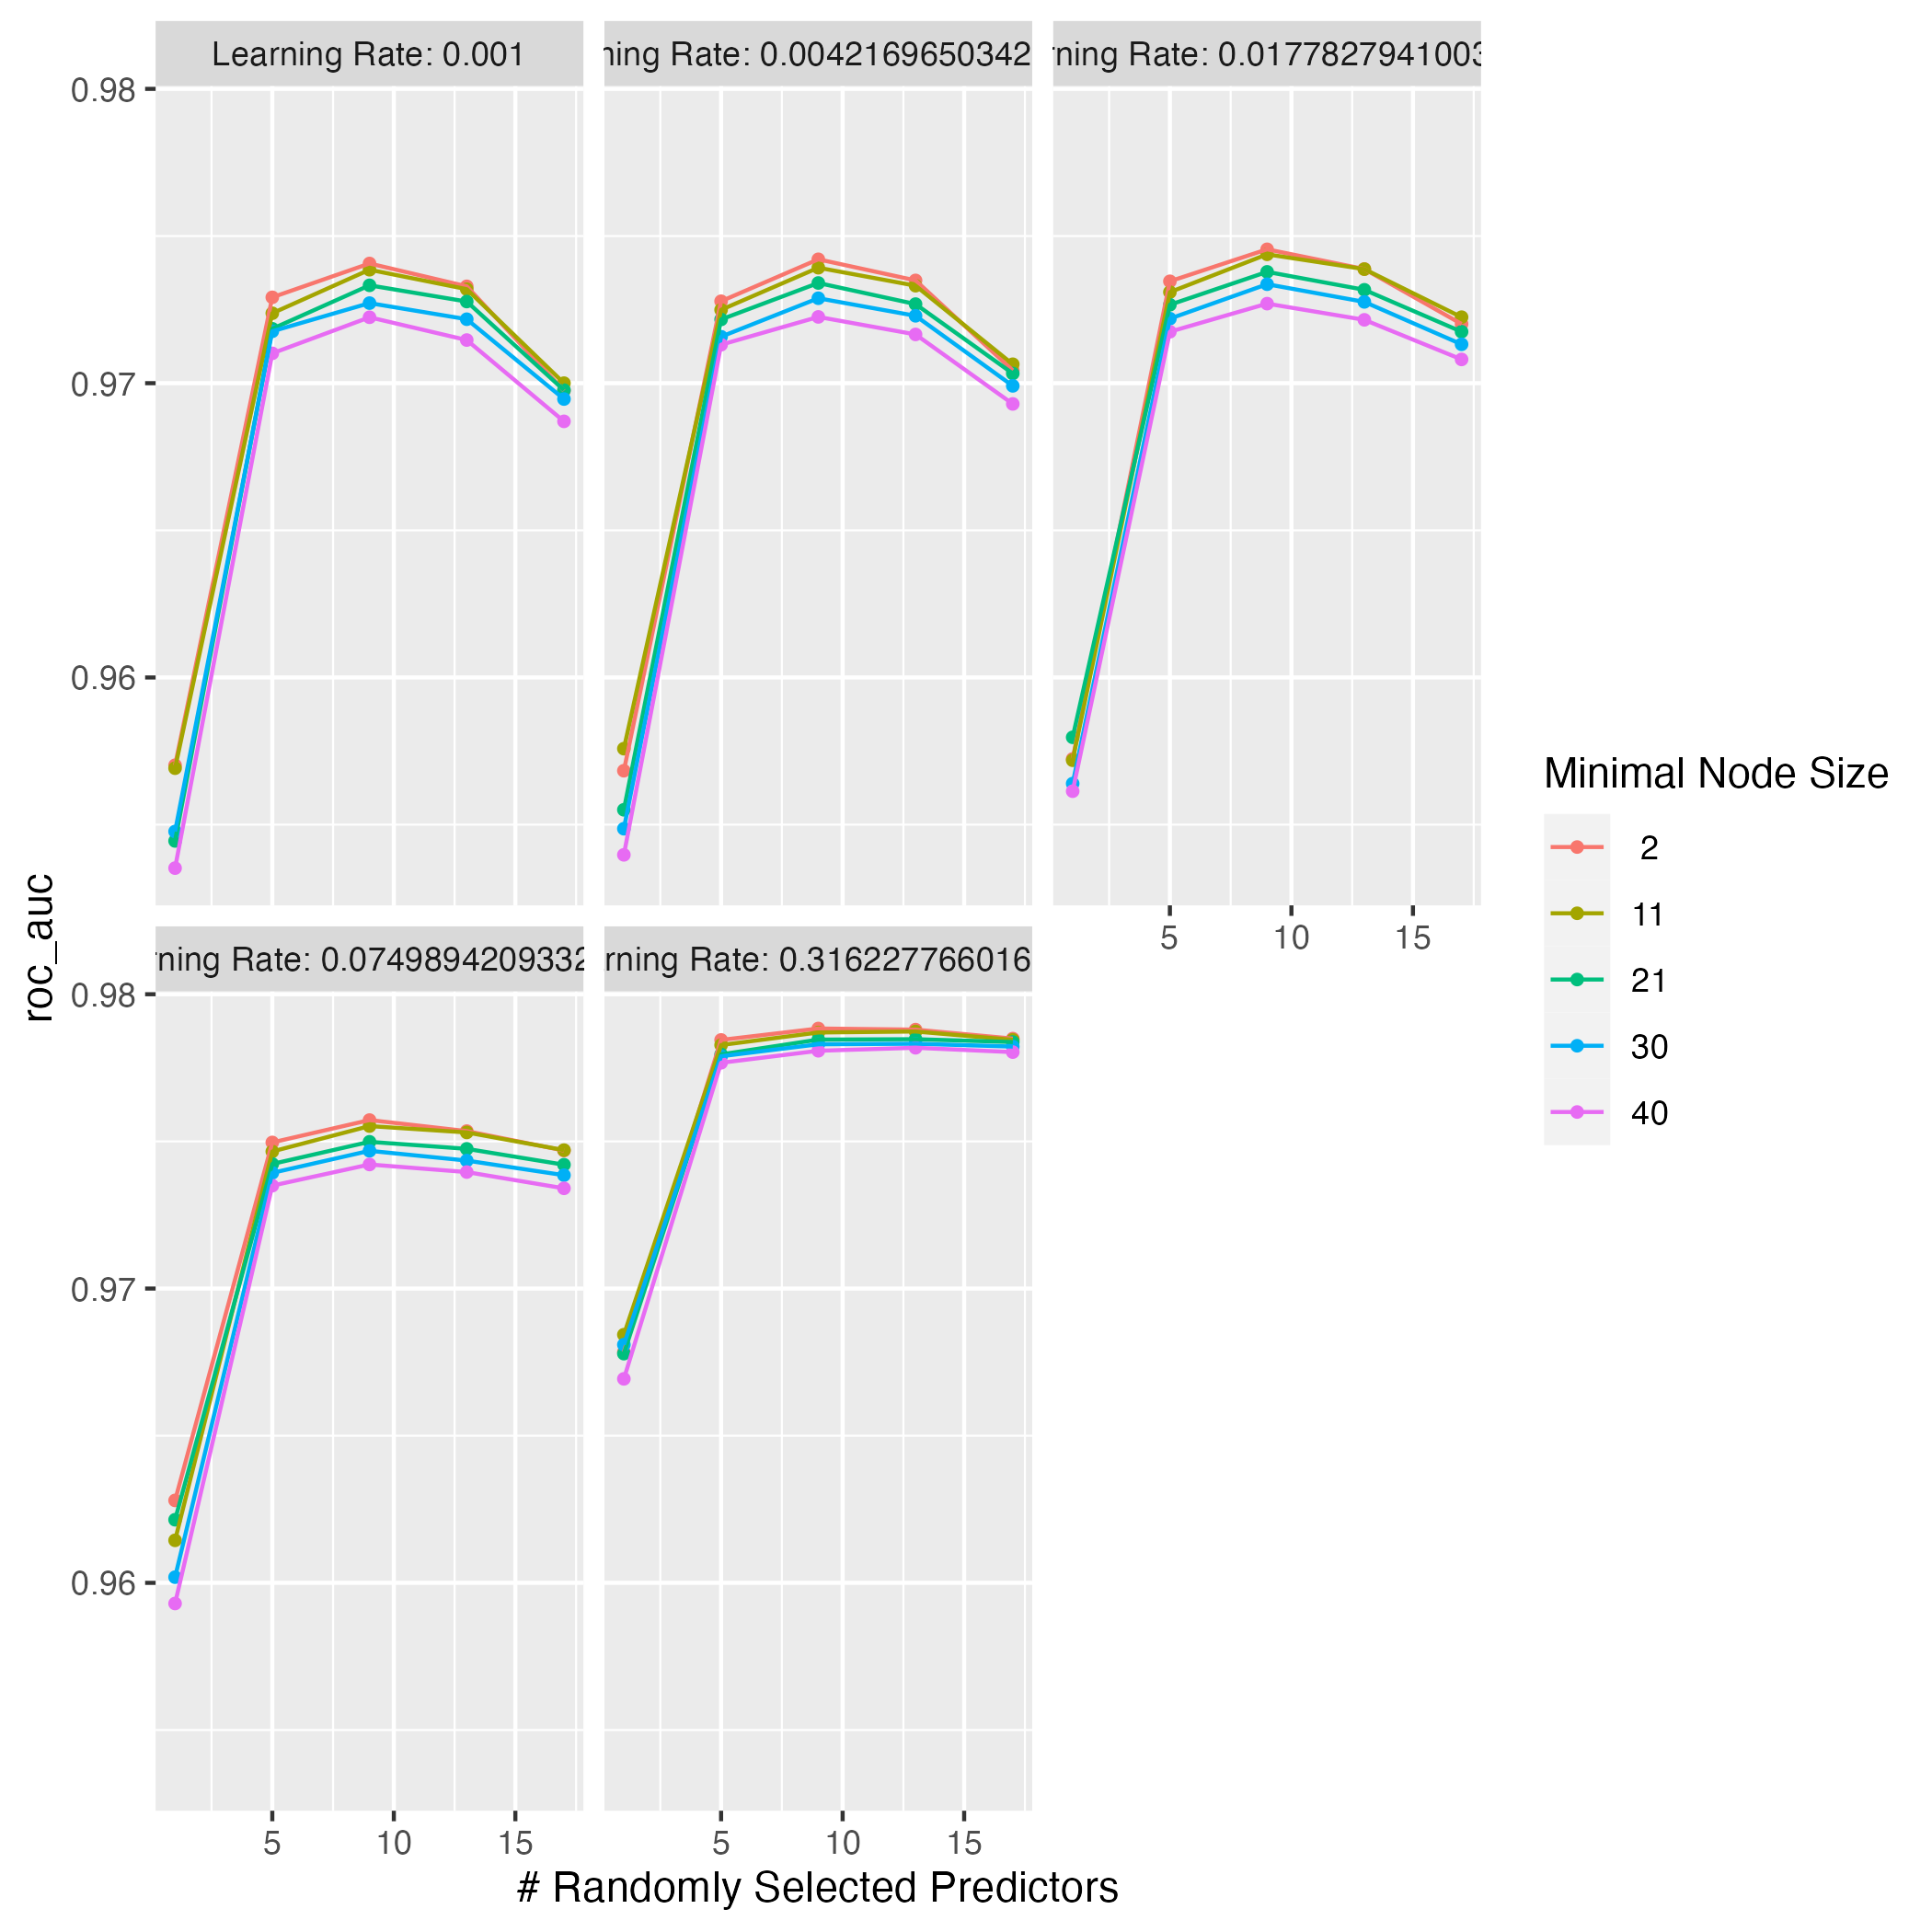 Learning Rate: 0.001
ning Rate: 0.0042169650342
rning Rate: 0.0177827941003
0.98
0.97
0.96
5 10 15
rning Rate: 0.0749894209332
rning Rate: 0.316227766016
0.98
0.97
0.96
5 10 15
5 10 15
# Randomly Selected Predictors
roc_auc
Minimal Node Size
2
11
21
30
40